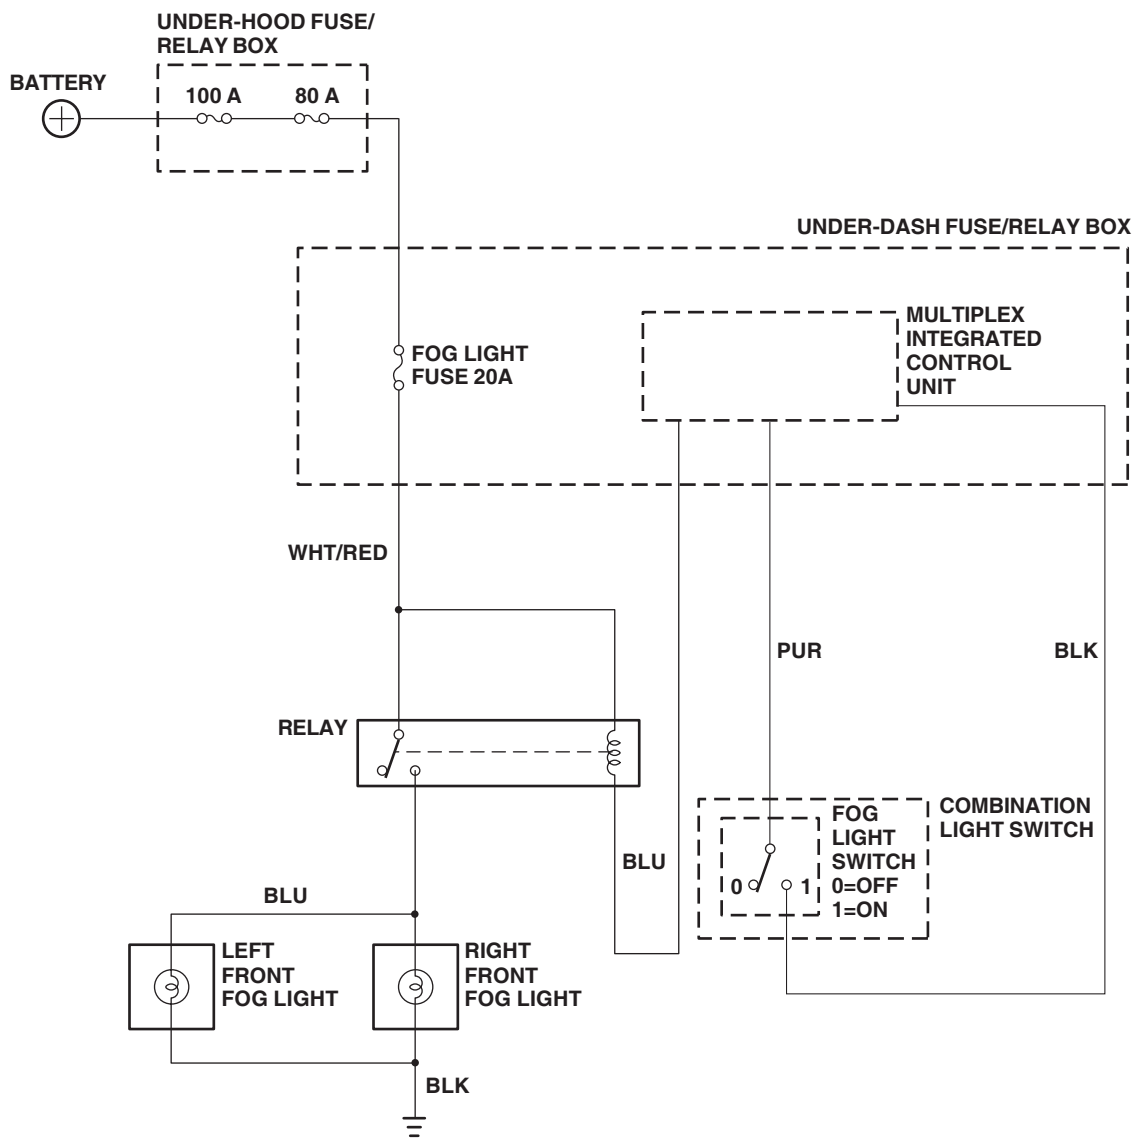 UNDER-HOOD FUSE/
RELAY BOX
BATTERY
100 A
80 A
UNDER-DASH FUSE/RELAY BOX
MULTIPLEX
INTEGRATED
CONTROL
UNIT
FOG LIGHT
FUSE 20A
WHT/RED
PUR
BLK
RELAY
COMBINATION
LIGHT SWITCH
FOG
LIGHT
SWITCH
0=OFF
1=ON
0
1
BLU
BLU
LEFT
FRONT
FOG LIGHT
RIGHT
FRONT
FOG LIGHT
BLK